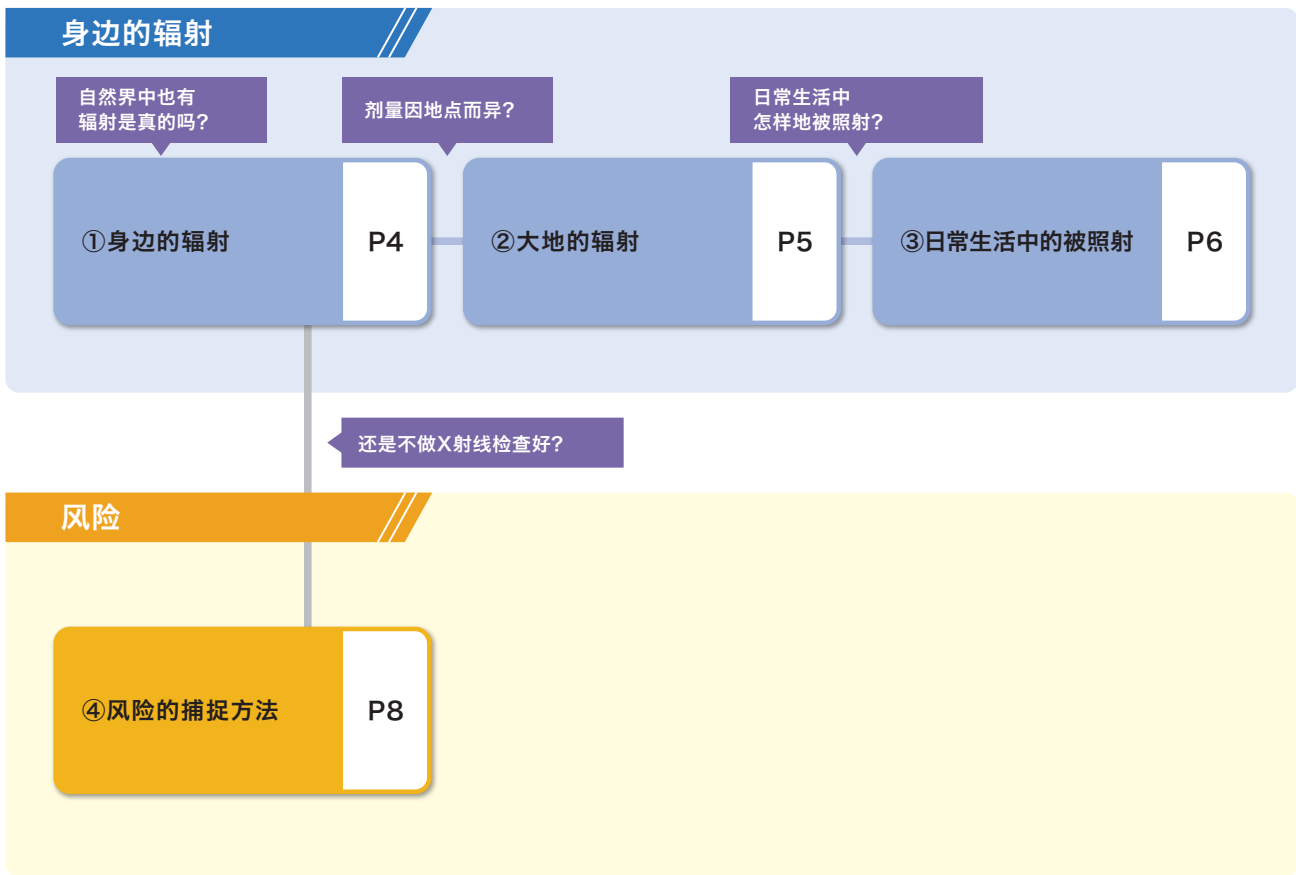 身边的辐射
自然界中也有
辐射是真的吗?
剂量因地点而异?
日常生活中
怎样地被照射?
①身边的辐射
P4
②大地的辐射
P5
③日常生活中的被照射
P6
还是不做X射线检查好?
风险
④风险的捕捉方法
P8